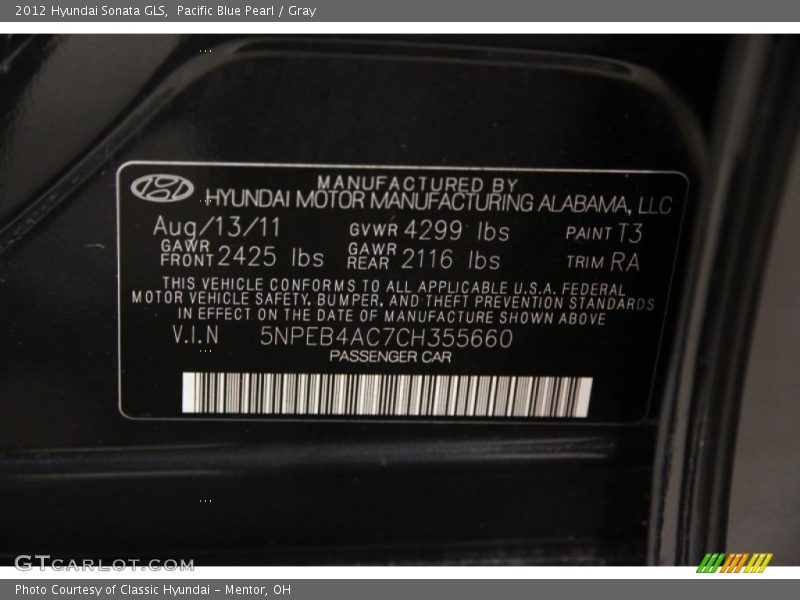 2012 Hyundai Sonata GLS, Pacific Blue Pearl / Gray
MANUFACTURED BY
HYUNDAI MOTOR MANUFACTURING ALABAMA, LLC
Aug/13/11 GVWR 4299 lbs PAINT T3
GAWR FRONT 2425 lbs GAWR REAR 2116 lbs TRIM RA
THIS VEHICLE CONFORMS TO ALL APPLICABLE U.S.A. FEDERAL
MOTOR VEHICLE SAFETY, BUMPER, AND THEFT PREVENTION STANDARDS
IN EFFECT ON THE DATE OF MANUFACTURE SHOWN ABOVE
V.I.N 5NPEB4AC7CH355660
PASSENGER CAR
GTCARLOT.COM
Photo Courtesy of Classic Hyundai - Mentor, OH